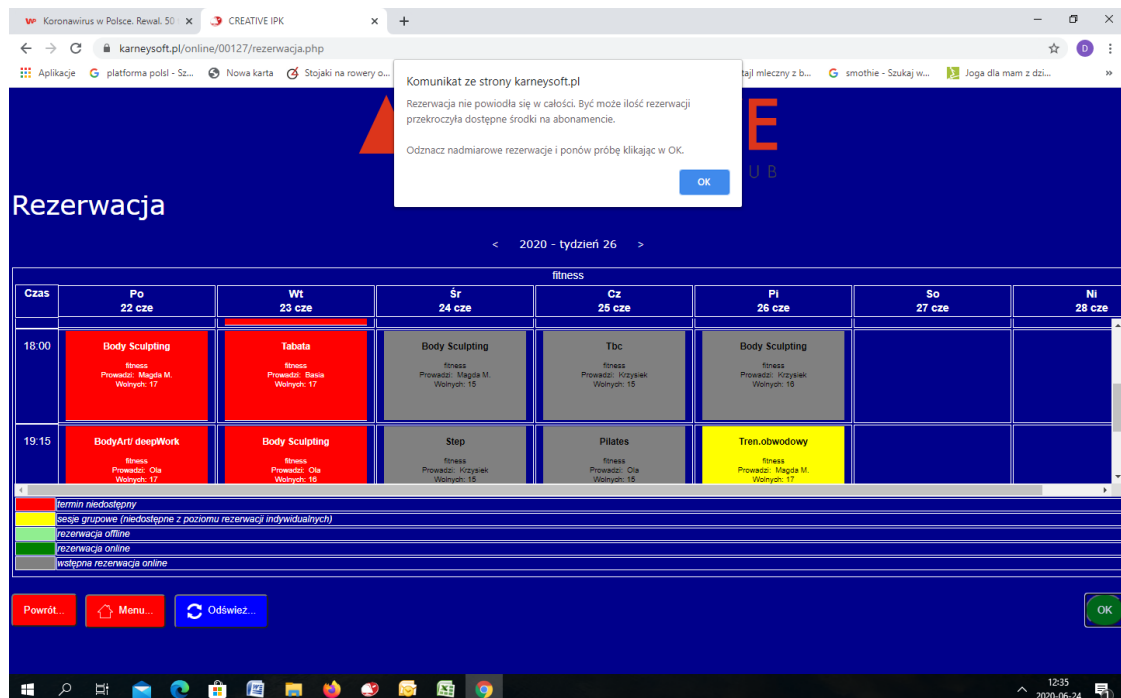 Koronawirus w Polsce. Rewal. 50
CREATIVE IPK
karneysoft.pl/online/00127/rezerwacja.php
D
Aplikacje
platforma polsl - Sz...
Nowa karta
Stojaki na rowery o...
tajl mleczny z b...
smothie - Szukaj w...
Joga dla mam z dzi...
»
Komunikat ze strony karneysoft.pl
Rezerwacja nie powiodła się w całości. Być może ilość rezerwacji
przekroczyła dostępne środki na abonamencie.
Odznacz nadmiarowe rezerwacje i ponów próbę klikając w OK.
OK
A E
U B
Rezerwacja
< 2020 - tydzień 26 >
fitness
Czas Po Wt Śr Cz Pi So Ni
22 cze 23 cze 24 cze 25 cze 26 cze 27 cze 28 cze
18:00 Body Sculpting Tabata Body Sculpting Tbc Body Sculpting
fitness fitness fitness fitness fitness
Prowadzi: Magda M. Prowadzi: Basia Prowadzi: Magda M. Prowadzi: Krzysiek Prowadzi: Krzysiek
Wolnych: 17 Wolnych: 17 Wolnych: 15 Wolnych: 15 Wolnych: 16
19:15 BodyArt/ deepWork Body Sculpting Step Pilates Tren.obwodowy
fitness fitness fitness fitness fitness
Prowadzi: Ola Prowadzi: Ola Prowadzi: Krzysiek Prowadzi: Ola Prowadzi: Magda M.
Wolnych: 17 Wolnych: 16 Wolnych: 15 Wolnych: 15 Wolnych: 17
termin niedostępny
sesje grupowe (niedostępne z poziomu rezerwacji indywidualnych)
rezerwacja offline
rezerwacja online
wstępna rezerwacja online
Powrót...
Menu...
Odśwież...
OK
12:35
2020-06-24